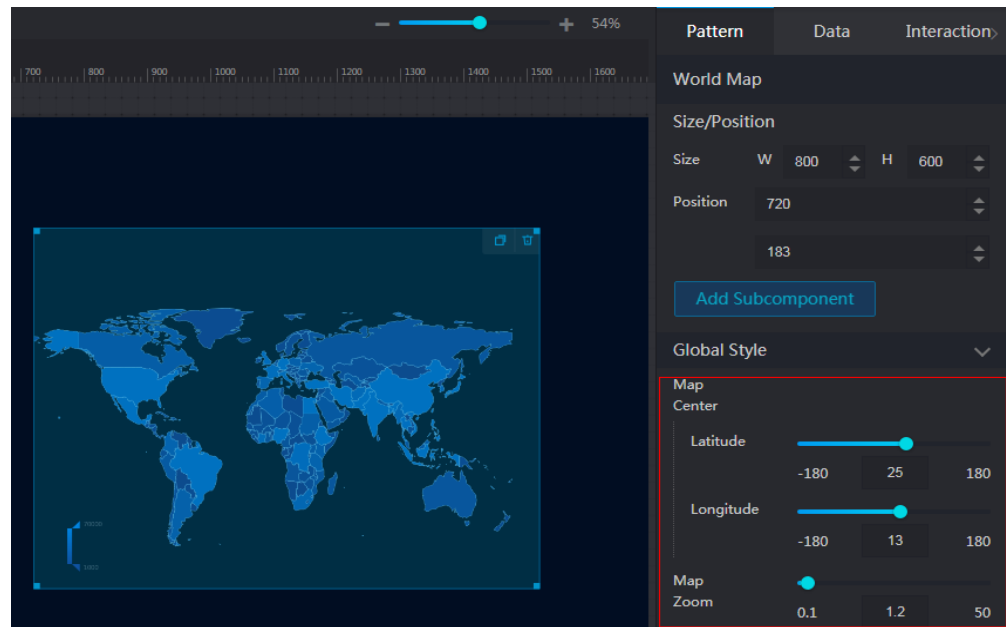 54%
700 800 900 1000 1100 1200 1300 1400 1500 1600
Pattern Data Interaction
World Map
Size/Position
Size W 800 H 600
Position 720
183
Add Subcomponent
Global Style
Map
Center
Latitude
-180 25 180
Longitude
-180 13 180
Map
Zoom
0.1 1.2 50